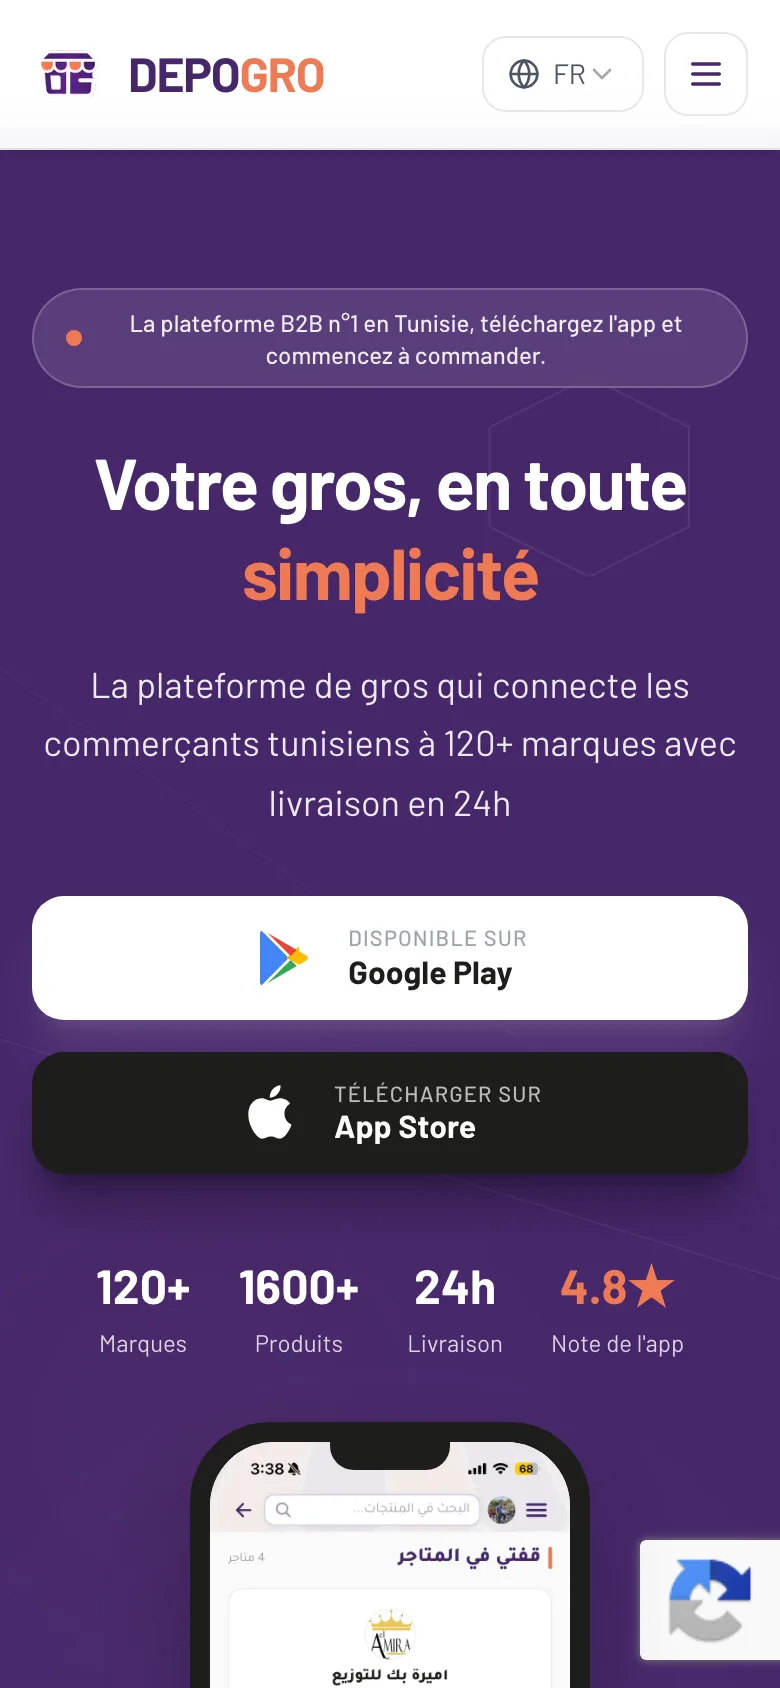 DEPOGRO
FR
La plateforme B2B n°1 en Tunisie, téléchargez l'app et
commencez à commander.
Votre gros, en toute
simplicité
La plateforme de gros qui connecte les
commerçants tunisiens à 120+ marques avec
livraison en 24h
DISPONIBLE SUR
Google Play
TÉLÉCHARGER SUR
App Store
120+ 1600+ 24h 4.8★
Marques Produits Livraison Note de l'app
3:38 68
البحث في المنتجات...
قفتي في المتاجر
4 متاجر
el AMIRA
اميرة بك للتوزيع